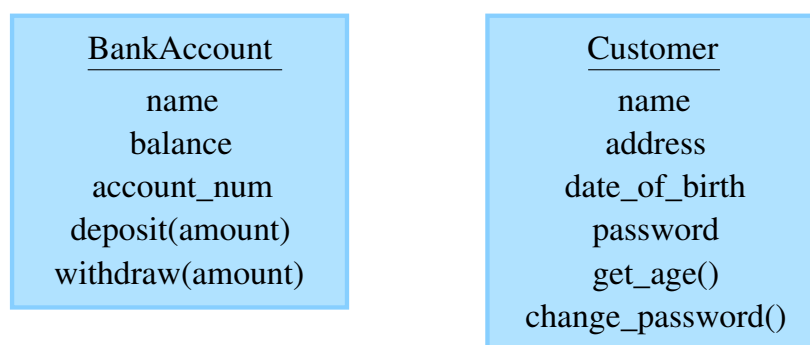 BankAccount
name
balance
account_num
deposit(amount)
withdraw(amount)
Customer
name
address
date_of_birth
password
get_age()
change_password()